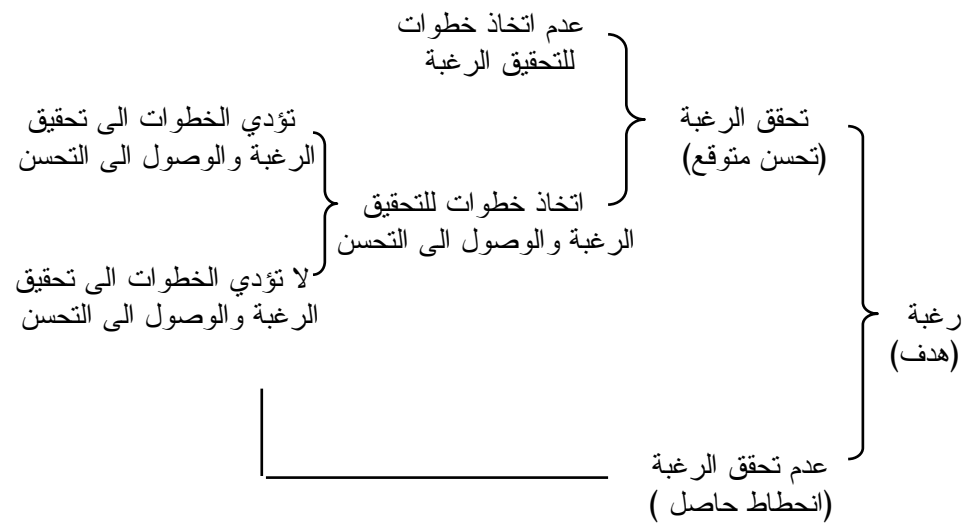 عدم اتخاذ خطوات
للتحقيق الرغبة
تحقق الرغبة
(تحسن متوقع)
تؤدي الخطوات الى تحقيق
الرغبة والوصول الى التحسن
اتخاذ خطوات للتحقيق
الرغبة والوصول الى التحسن
لا تؤدي الخطوات الى تحقيق
الرغبة والوصول الى التحسن
رغبة
(هدف)
عدم تحقق الرغبة
(انحطاط حاصل )